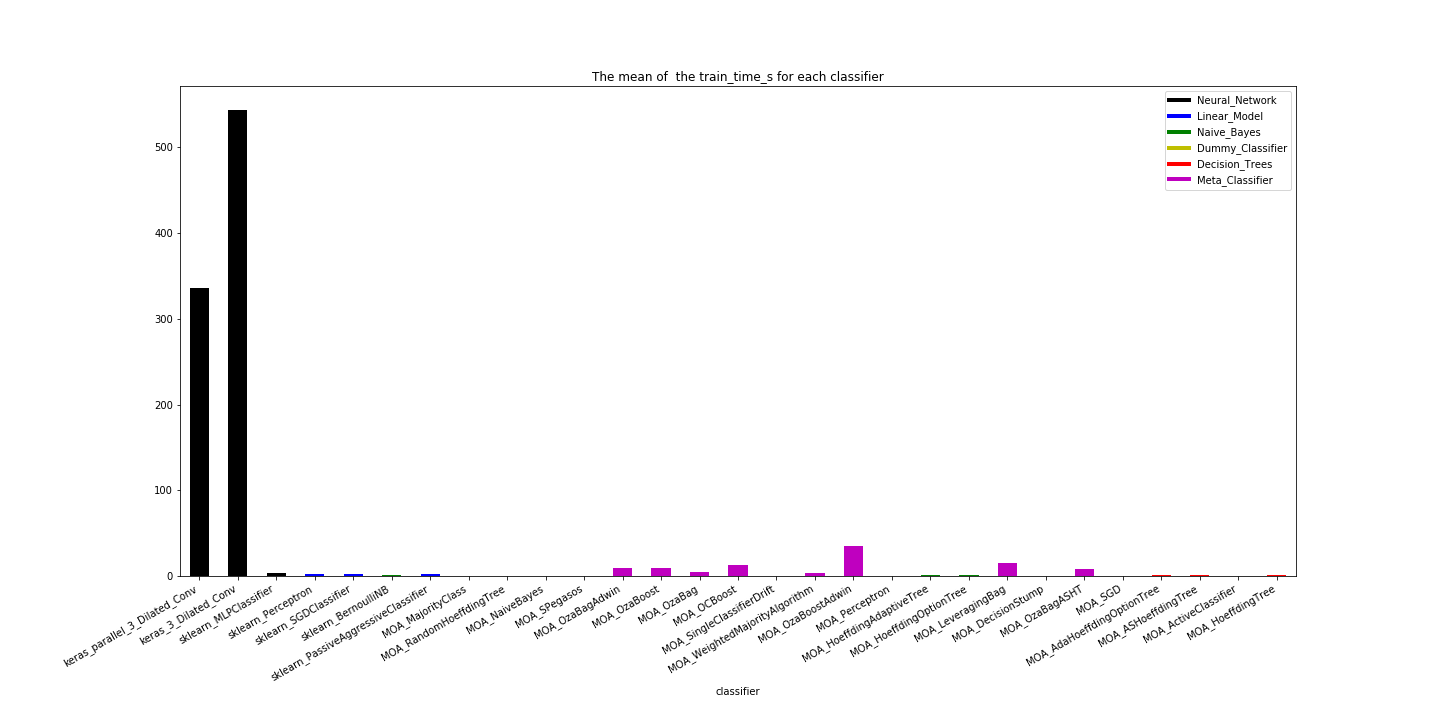 The mean of  the train_time_s for each classifier
Neural_Network
Linear_Model
Naive_Bayes
Dummy_Classifier
Decision_Trees
Meta_Classifier
500
400
300
200
100
0
keras_parallel_3_Dilated_Conv
keras_3_Dilated_Conv
sklearn_MLPClassifier
sklearn_Perceptron
sklearn_SGDClassifier
sklearn_BernoulliNB
sklearn_PassiveAggressiveClassifier
MOA_MajorityClass
MOA_RandomHoeffdingTree
MOA_NaiveBayes
MOA_SPegasos
MOA_OzaBagAdwin
MOA_OzaBoost
MOA_OzaBag
MOA_OCBoost
MOA_SingleClassifierDrift
MOA_WeightedMajorityAlgorithm
MOA_OzaBoostAdwin
MOA_Perceptron
MOA_HoeffdingAdaptiveTree
MOA_HoeffdingOptionTree
MOA_LeveragingBag
MOA_DecisionStump
MOA_OzaBagASHT
MOA_SGD
MOA_AdaHoeffdingOptionTree
MOA_ASHoeffdingTree
MOA_ActiveClassifier
MOA_HoeffdingTree
classifier